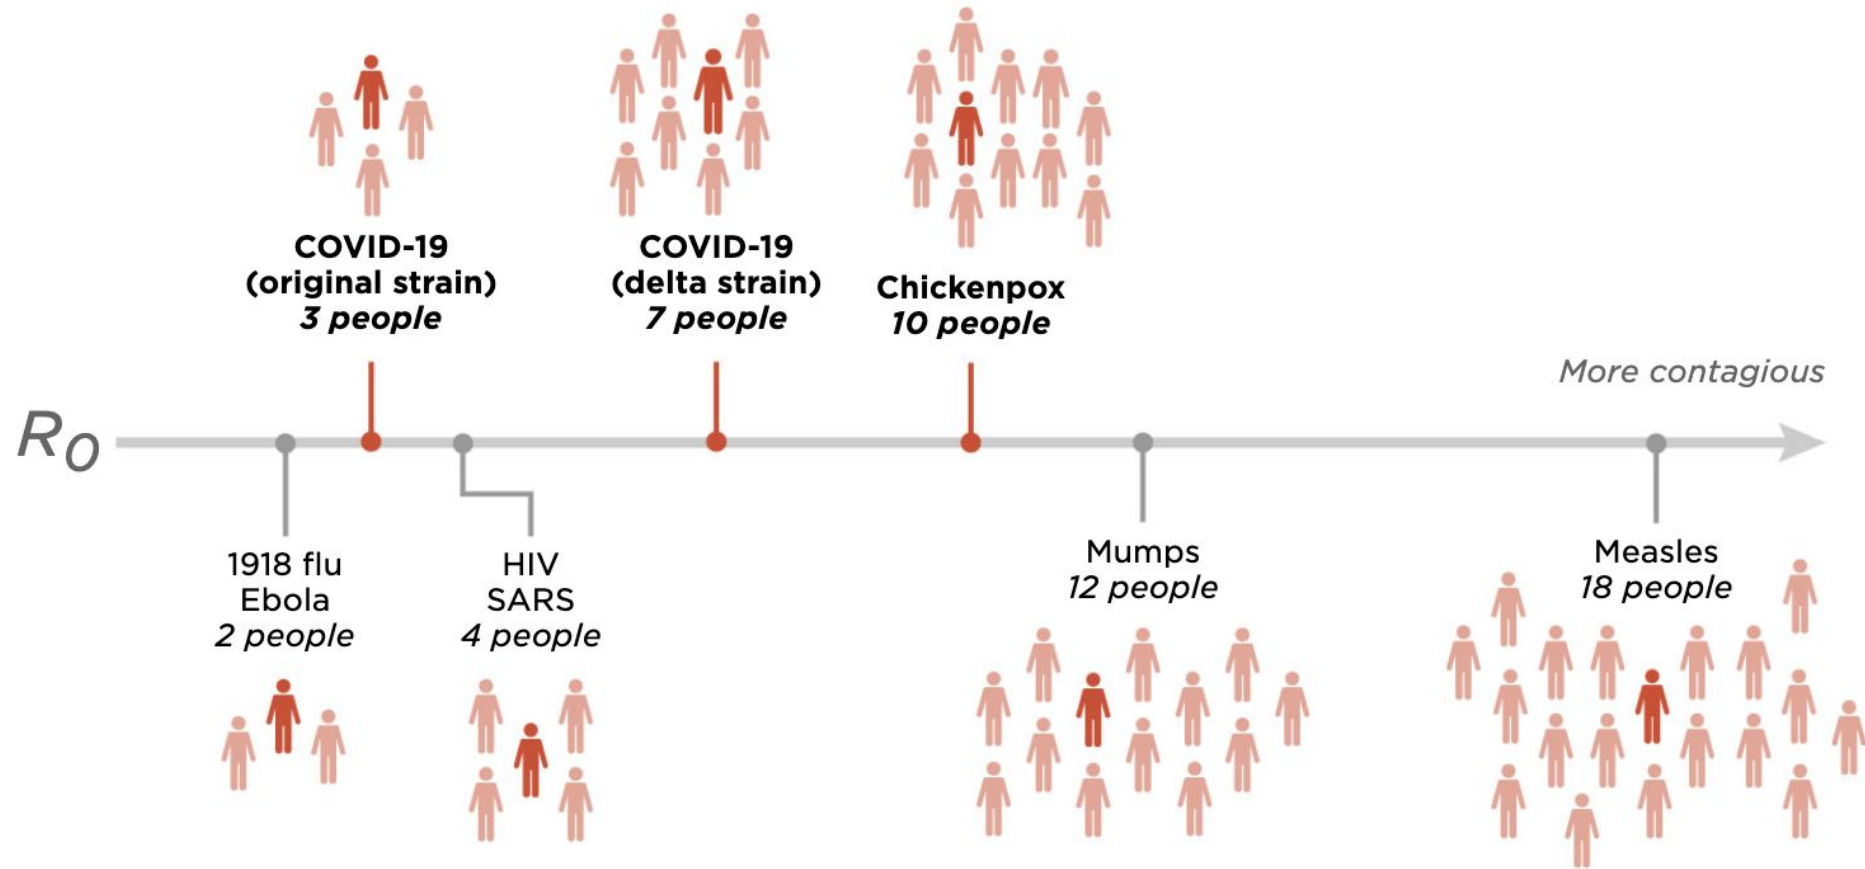 COVID-19
(original strain)
3 people
COVID-19
(delta strain)
7 people
Chickenpox
10 people
More contagious
R0
1918 flu
Ebola
2 people
HIV
SARS
4 people
Mumps
12 people
Measles
18 people